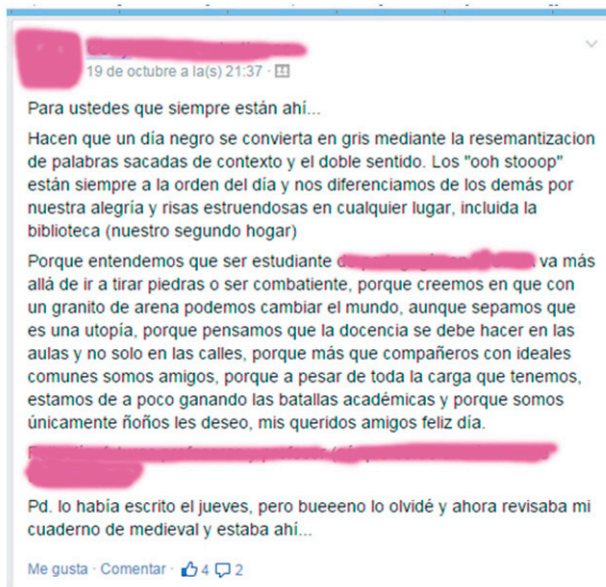 19 de octubre a la(s) 21:37 ·
Para ustedes que siempre están ahí...
Hacen que un día negro se convierta en gris mediante la resemantizacion
de palabras sacadas de contexto y el doble sentido. Los "ooh stooop"
están siempre a la orden del día y nos diferenciamos de los demás por
nuestra alegría y risas estruendosas en cualquier lugar, incluida la
biblioteca (nuestro segundo hogar)
Porque entendemos que ser estudiante va más
allá de ir a tirar piedras o ser combatiente, porque creemos en que con
un granito de arena podemos cambiar el mundo, aunque sepamos que
es una utopía, porque pensamos que la docencia se debe hacer en las
aulas y no solo en las calles, porque más que compañeros con ideales
comunes somos amigos, porque a pesar de toda la carga que tenemos,
estamos de a poco ganando las batallas académicas y porque somos
únicamente ñoños les deseo, mis queridos amigos feliz día.
Pd. lo había escrito el jueves, pero bueeeno lo olvidé y ahora revisaba mi
cuaderno de medieval y estaba ahí...
Me gusta · Comentar · 4 2